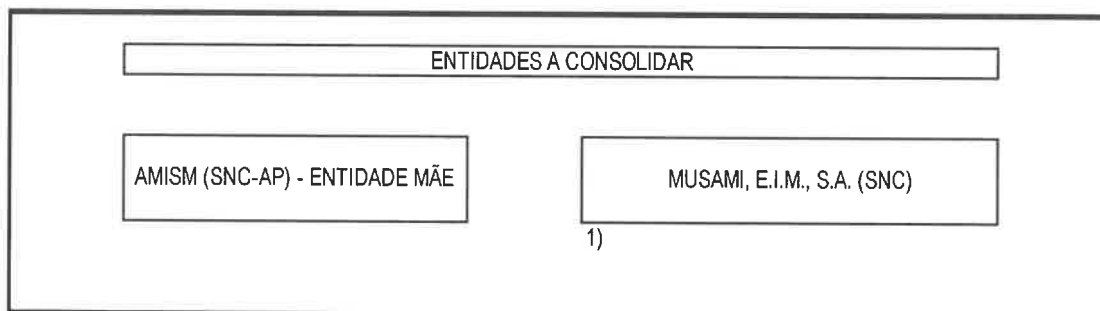 ENTIDADES A CONSOLIDAR
AMISM (SNC-AP) - ENTIDADE MÃE
MUSAMI, E.I.M., S.A. (SNC)
1)